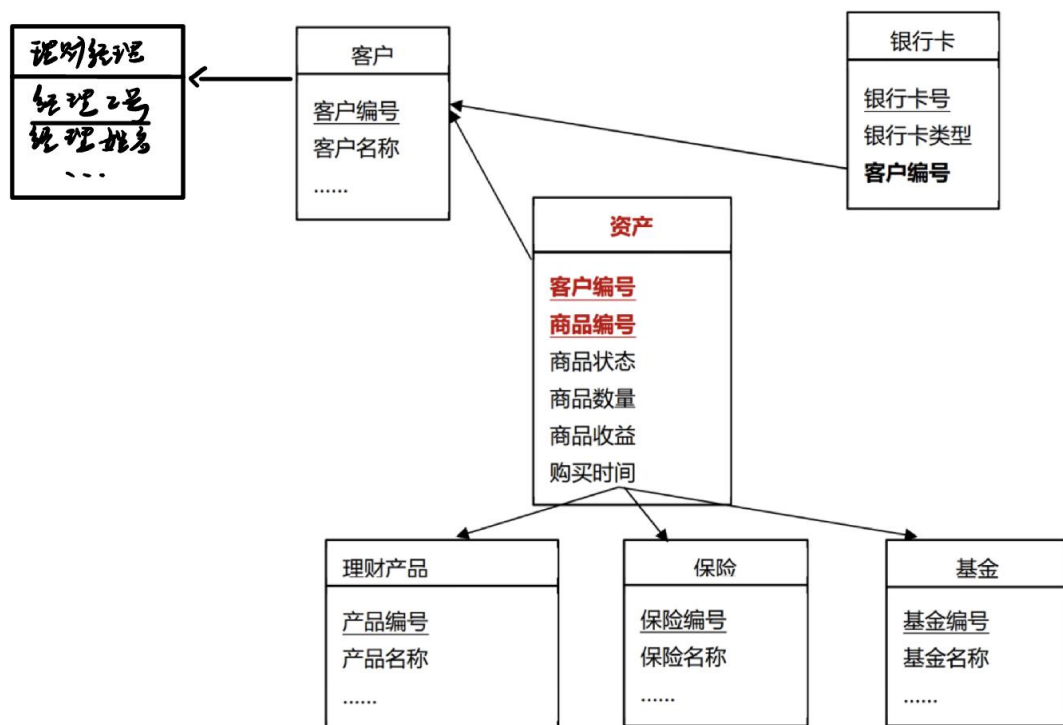 理财经理
经理工号
经理姓名
...
客户
客户编号
客户名称
......
银行卡
银行卡号
银行卡类型
客户编号
资产
客户编号
商品编号
商品状态
商品数量
商品收益
购买时间
理财产品
产品编号
产品名称
......
保险
保险编号
保险名称
......
基金
基金编号
基金名称
......